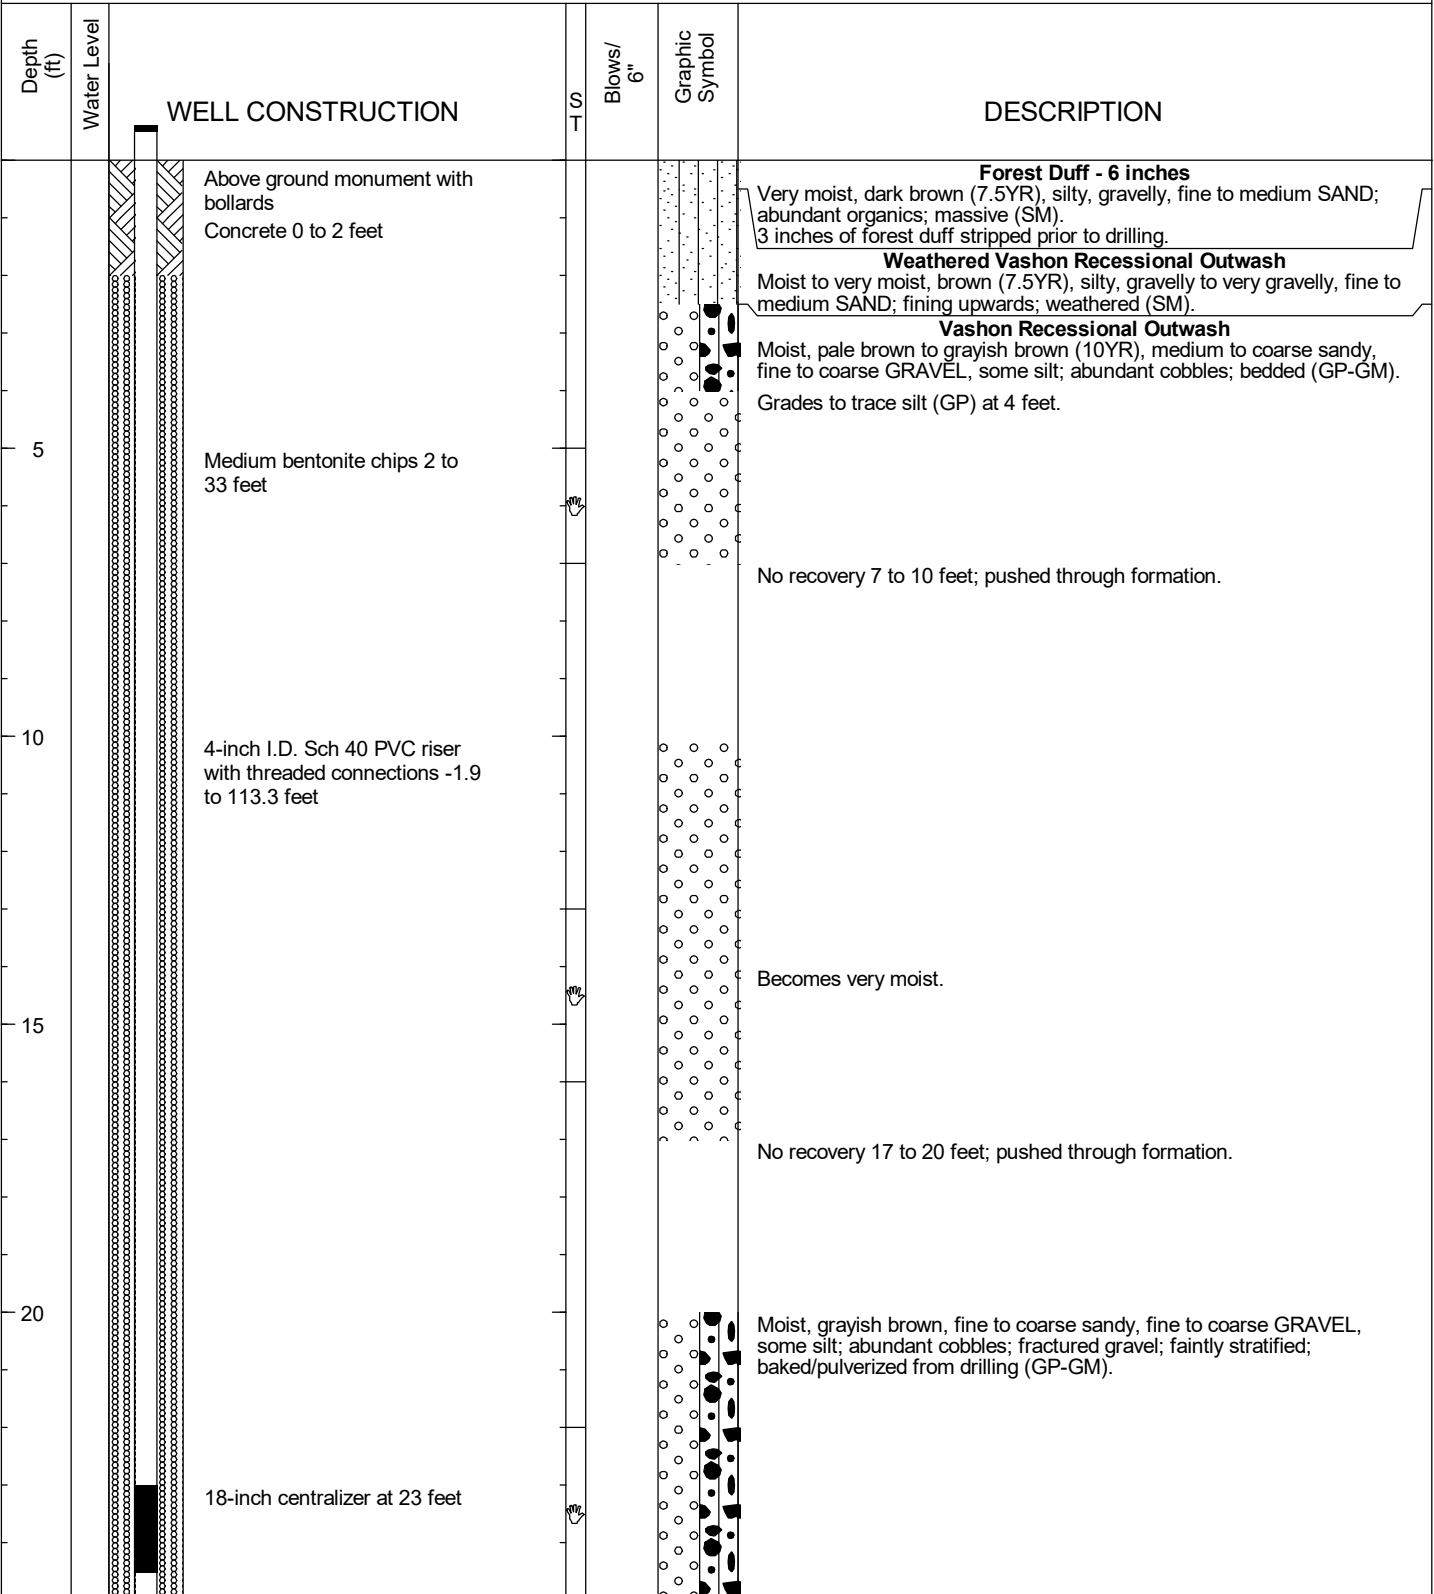 Depth
(ft)
Water Level
WELL CONSTRUCTION
S
T
Blows/
6"
Graphic
Symbol
DESCRIPTION
Above ground monument with
bollards
Concrete 0 to 2 feet
Forest Duff - 6 inches
Very moist, dark brown (7.5YR), silty, gravelly, fine to medium SAND;
abundant organics; massive (SM).
3 inches of forest duff stripped prior to drilling.
Weathered Vashon Recessional Outwash
Moist to very moist, brown (7.5YR), silty, gravelly to very gravelly, fine to
medium SAND; fining upwards; weathered (SM).
Vashon Recessional Outwash
Moist, pale brown to grayish brown (10YR), medium to coarse sandy,
fine to coarse GRAVEL, some silt; abundant cobbles; bedded (GP-GM).
Grades to trace silt (GP) at 4 feet.
5
Medium bentonite chips 2 to
33 feet
No recovery 7 to 10 feet; pushed through formation.
10
4-inch I.D. Sch 40 PVC riser
with threaded connections -1.9
to 113.3 feet
Becomes very moist.
15
No recovery 17 to 20 feet; pushed through formation.
20
Moist, grayish brown, fine to coarse sandy, fine to coarse GRAVEL,
some silt; abundant cobbles; fractured gravel; faintly stratified;
baked/pulverized from drilling (GP-GM).
18-inch centralizer at 23 feet